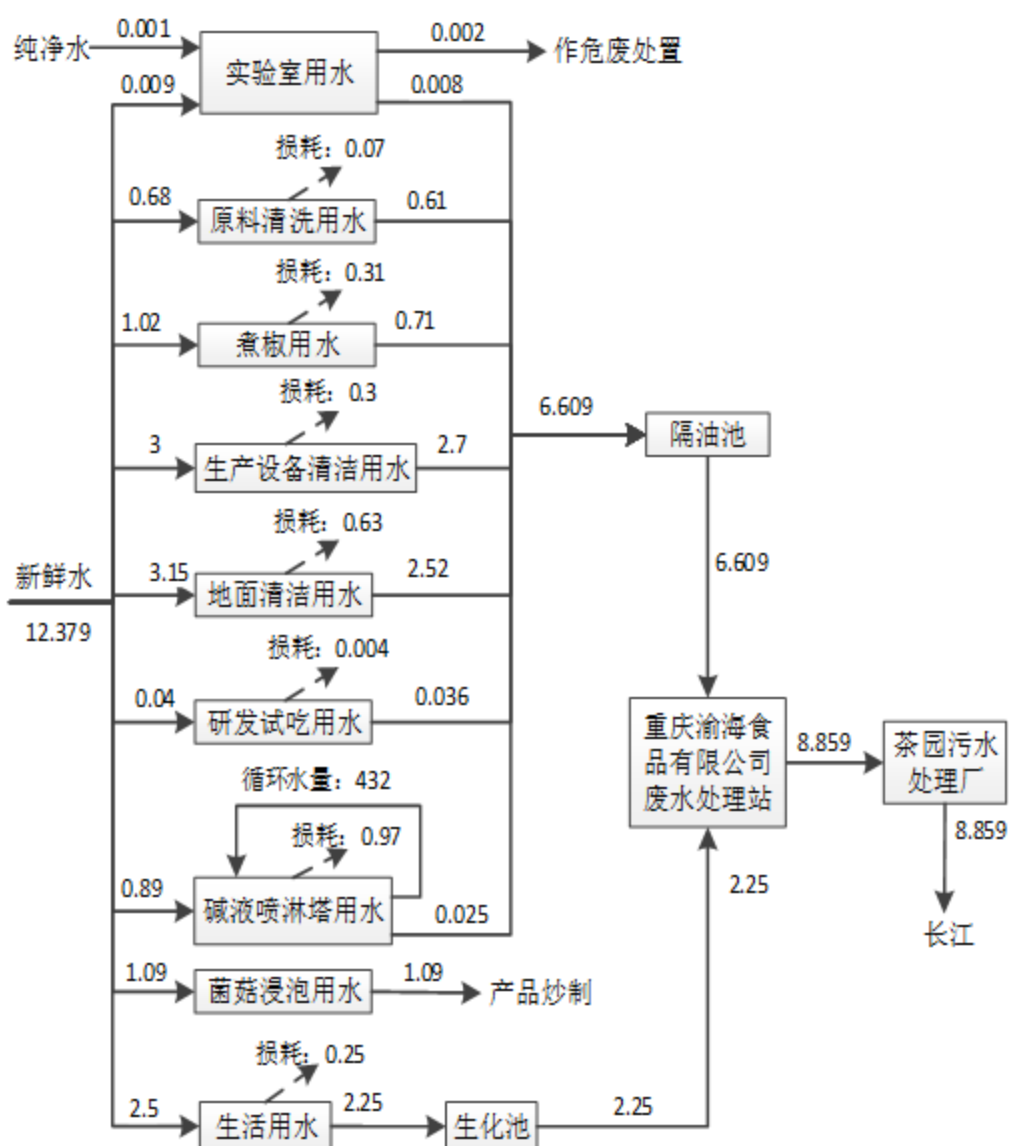 纯净水
0.001
0.002
作危废处置
实验室用水
0.009
0.008
损耗：0.07
0.68
原料清洗用水
0.61
损耗：0.31
1.02
煮椒用水
0.71
损耗：0.3
3
生产设备清洁用水
2.7
6.609
隔油池
损耗：0.63
新鲜水
3.15
地面清洁用水
2.52
6.609
12.379
损耗：0.004
0.04
研发试吃用水
0.036
重庆渝海食
品有限公司
废水处理站
8.859
茶园污水
处理厂
循环水量：432
损耗：0.97
8.859
0.89
碱液喷淋塔用水
0.025
2.25
长江
1.09
菌菇浸泡用水
1.09
产品炒制
损耗：0.25
2.5
生活用水
2.25
生化池
2.25